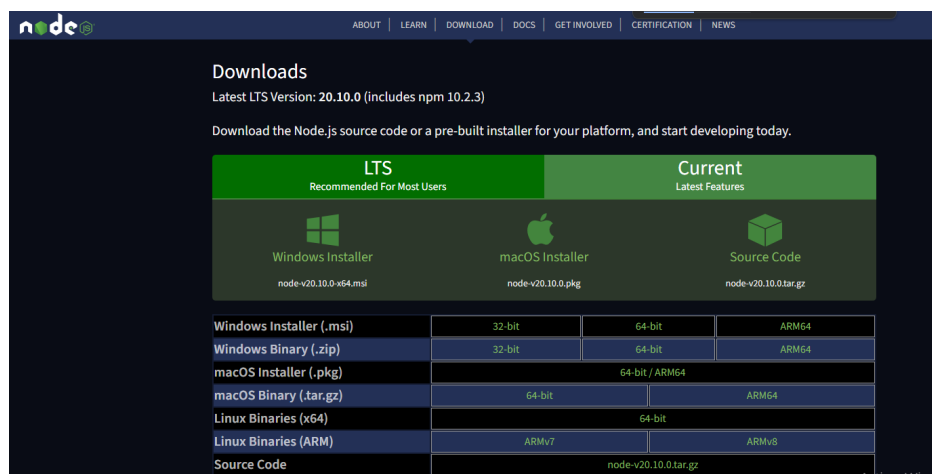 node JS
ABOUT | LEARN | DOWNLOAD | DOCS | GET INVOLVED | CERTIFICATION | NEWS
Downloads
Latest LTS Version: 20.10.0 (includes npm 10.2.3)
Download the Node.js source code or a pre-built installer for your platform, and start developing today.
LTS Current
Recommended For Most Users Latest Features
Windows Installer macOS Installer Source Code
node-v20.10.0-x64.msi node-v20.10.0.pkg node-v20.10.0.tar.gz
Windows Installer (.msi) 32-bit 64-bit ARM64
Windows Binary (.zip) 32-bit 64-bit ARM64
macOS Installer (.pkg) 64-bit / ARM64
macOS Binary (.tar.gz) 64-bit ARM64
Linux Binaries (x64) 64-bit
Linux Binaries (ARM) ARMv7 ARMv8
Source Code node-v20.10.0.tar.gz